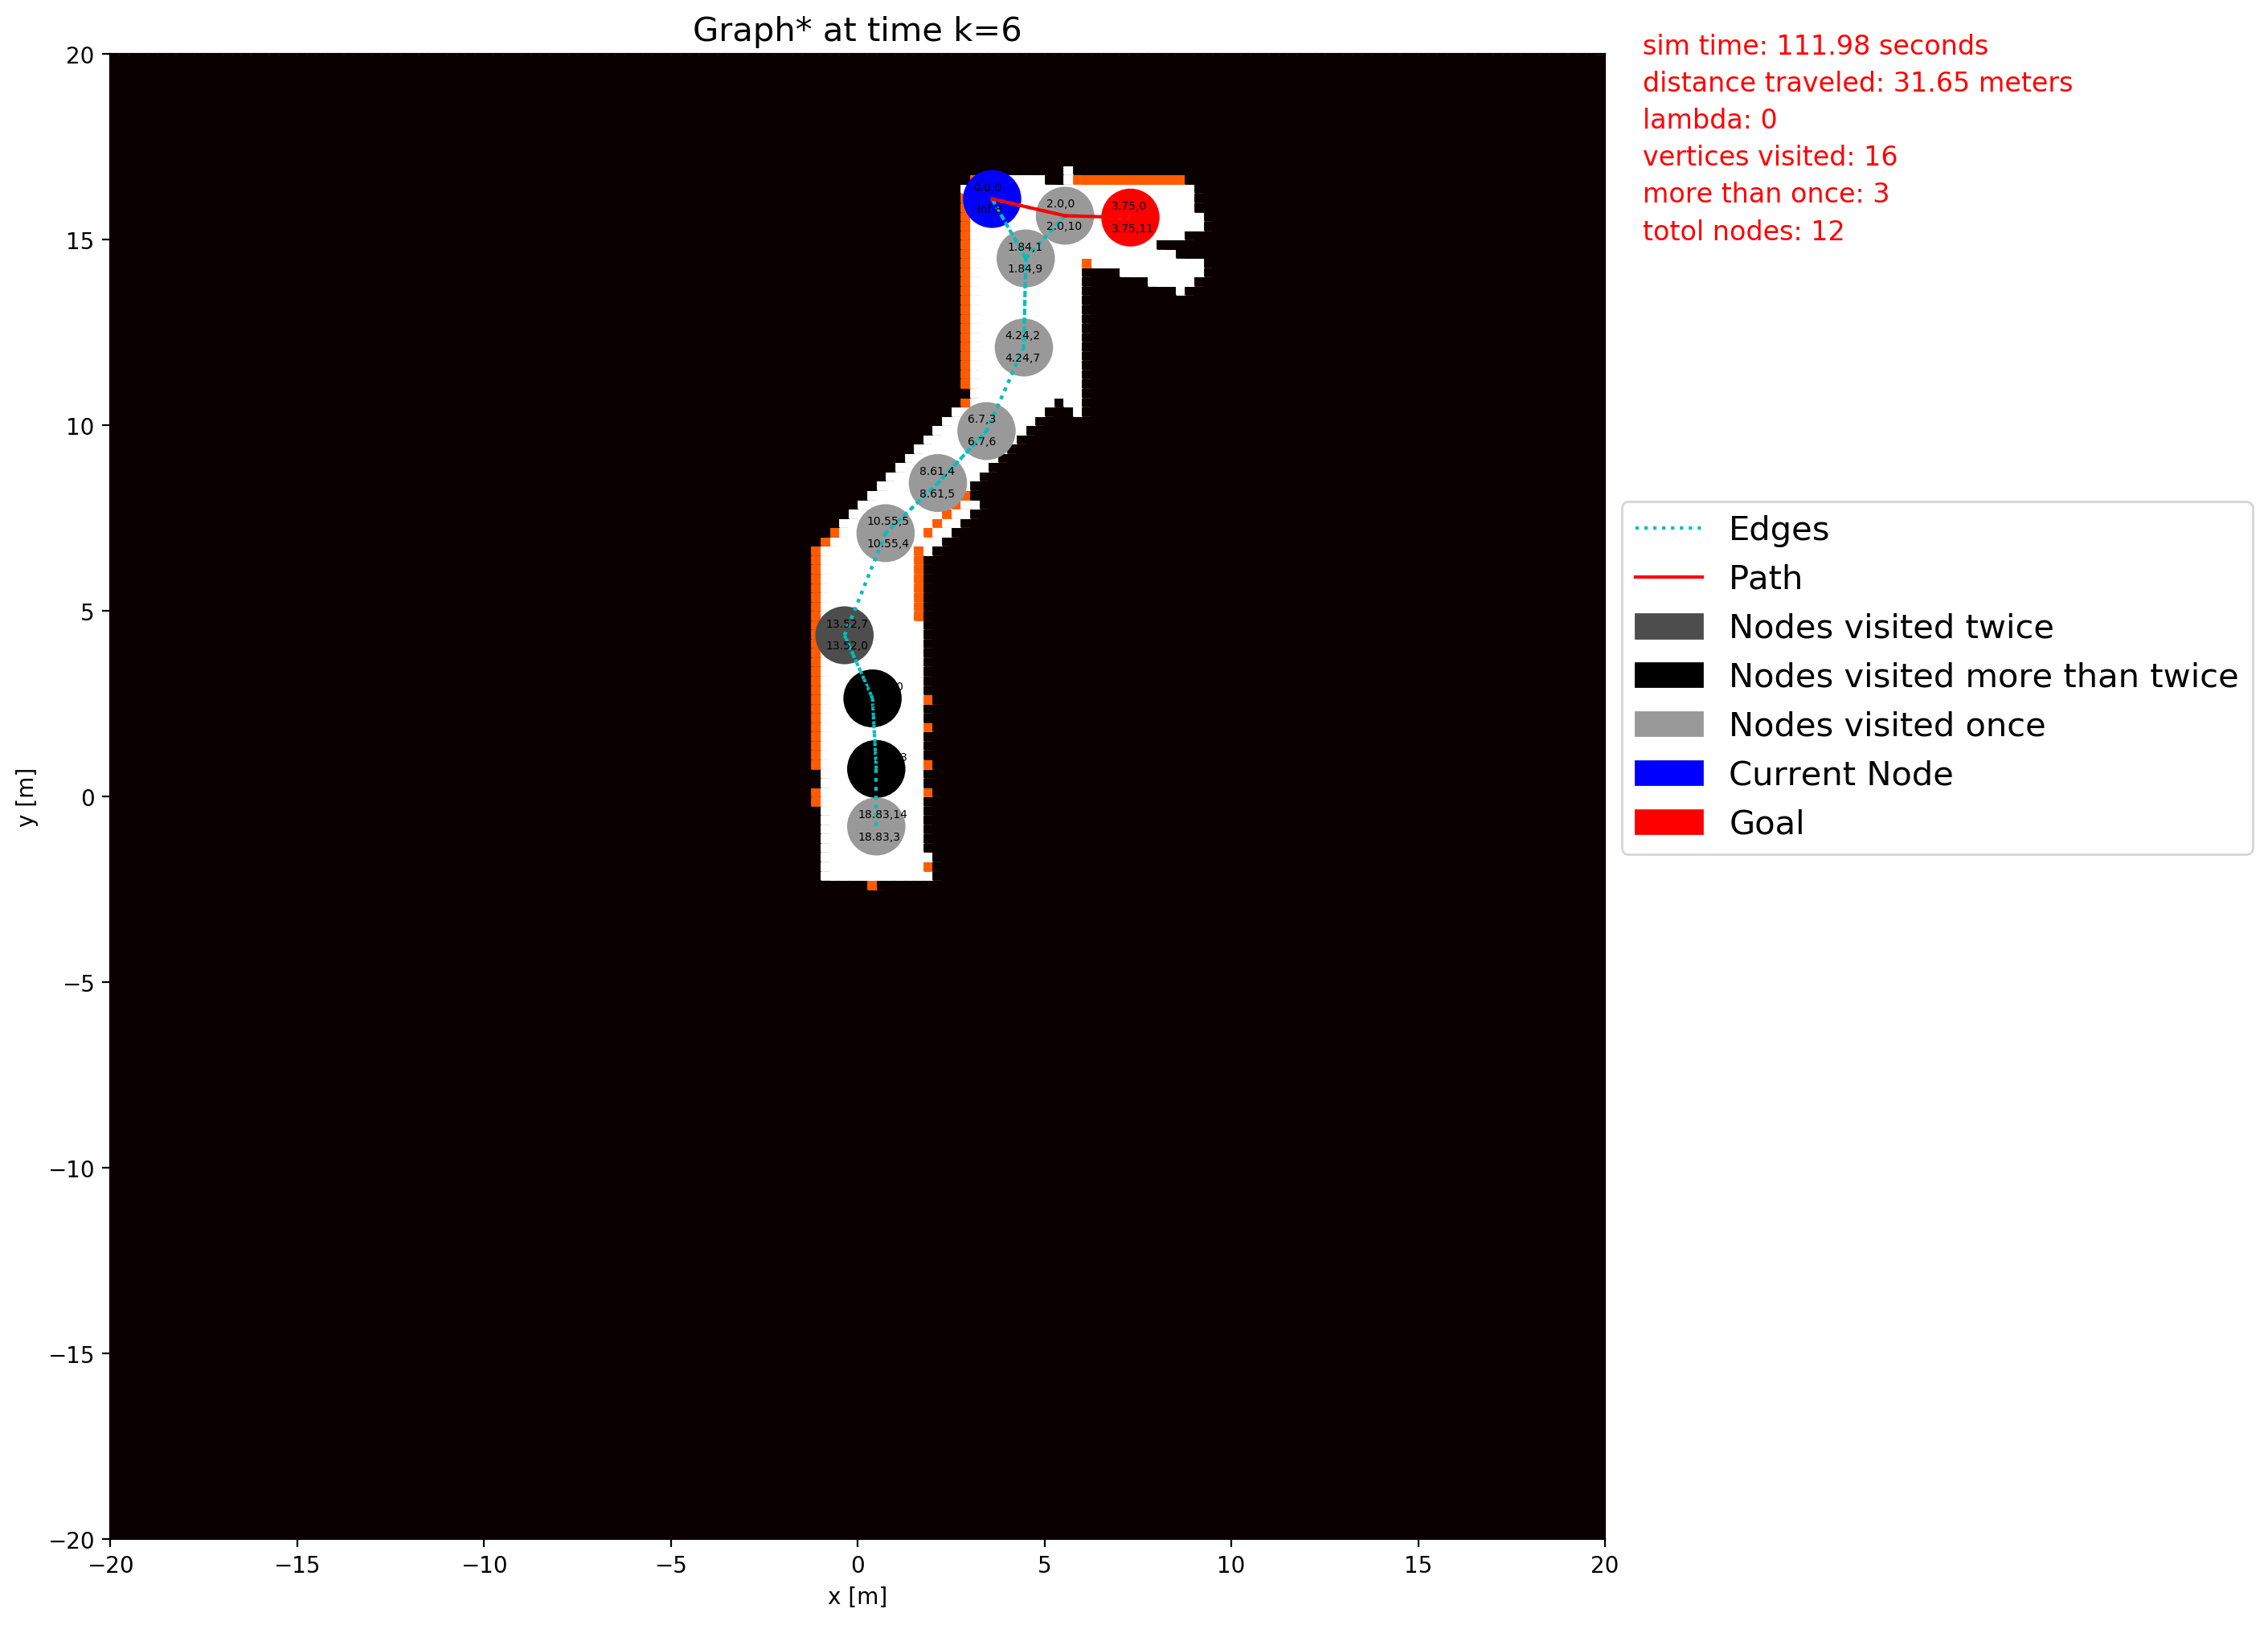 Graph* at time k=6
sim time: 111.98 seconds
distance traveled: 31.65 meters
lambda: 0
vertices visited: 16
more than once: 3
totol nodes: 12
20
15
10
5
0
−5
−10
−15
−20
y [m]
−20
−15
−10
−5
0
5
10
15
20
x [m]
0.0,0
2.0,0
2.0,10
3.75,0
3.75,11
1.84,1
1.84,9
4.24,2
4.24,7
6.7,3
6.7,6
8.61,4
8.61,5
10.55,5
10.55,4
13.52,7
13.52,0
18.83,14
18.83,3
Edges
Path
Nodes visited twice
Nodes visited more than twice
Nodes visited once
Current Node
Goal